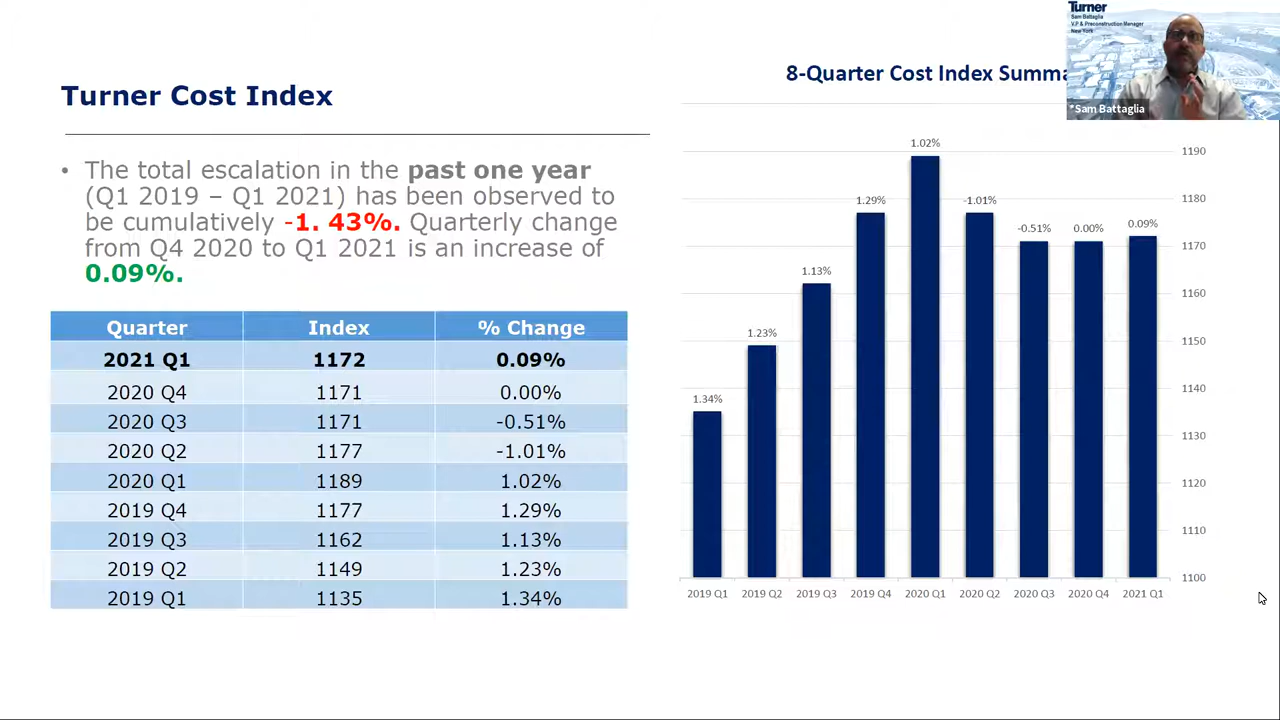 Turner
Sam Battaglia
V.P & Preconstruction Manager
New York
*Sam Battaglia
Turner Cost Index
• The total escalation in the past one year
(Q1 2019 – Q1 2021) has been observed to
be cumulatively -1. 43%. Quarterly change
from Q4 2020 to Q1 2021 is an increase of
0.09%.
Quarter Index % Change
2021 Q1 1172 0.09%
2020 Q4 1171 0.00%
2020 Q3 1171 -0.51%
2020 Q2 1177 -1.01%
2020 Q1 1189 1.02%
2019 Q4 1177 1.29%
2019 Q3 1162 1.13%
2019 Q2 1149 1.23%
2019 Q1 1135 1.34%
8-Quarter Cost Index Summa
1.34% 1.23% 1.13% 1.29% 1.02% -1.01% -0.51% 0.00% 0.09%
1190
1180
1170
1160
1150
1140
1130
1120
1110
1100
2019 Q1 2019 Q2 2019 Q3 2019 Q4 2020 Q1 2020 Q2 2020 Q3 2020 Q4 2021 Q1